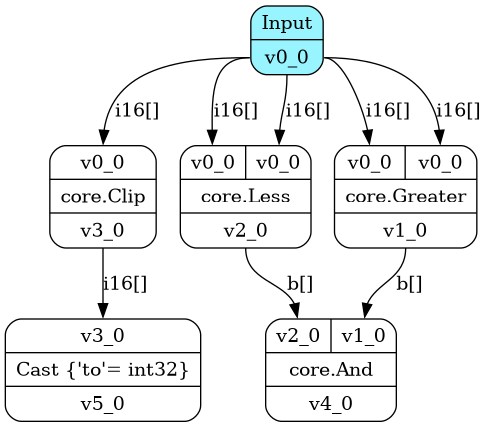 Input
v0_0
i16[] i16[] i16[] i16[] i16[]
v0_0 v0_0 v0_0 v0_0 v0_0
core.Clip core.Less core.Greater
v3_0 v2_0 v1_0
i16[] b[] b[]
v3_0 v2_0 v1_0
Cast {'to'= int32} core.And
v5_0 v4_0